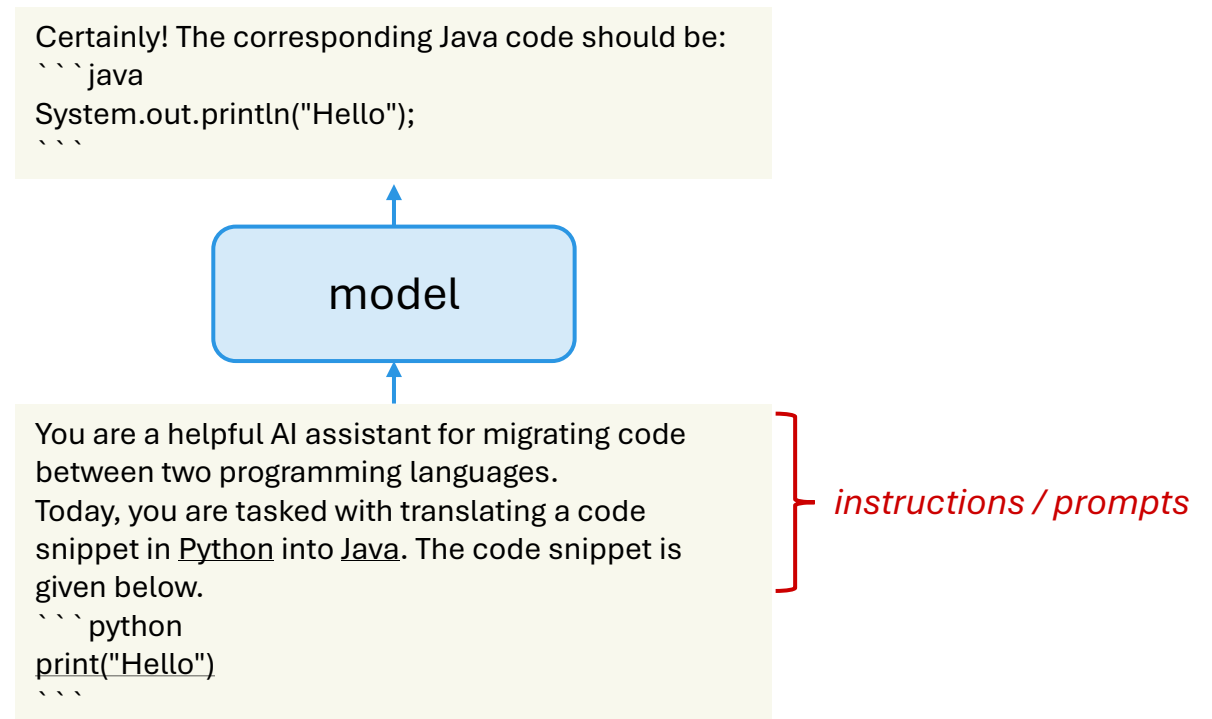 Certainly! The corresponding Java code should be:
```java
System.out.println("Hello");
```
model
You are a helpful AI assistant for migrating code
between two programming languages.
Today, you are tasked with translating a code
snippet in Python into Java. The code snippet is
given below.
```python
print("Hello")
```
instructions / prompts